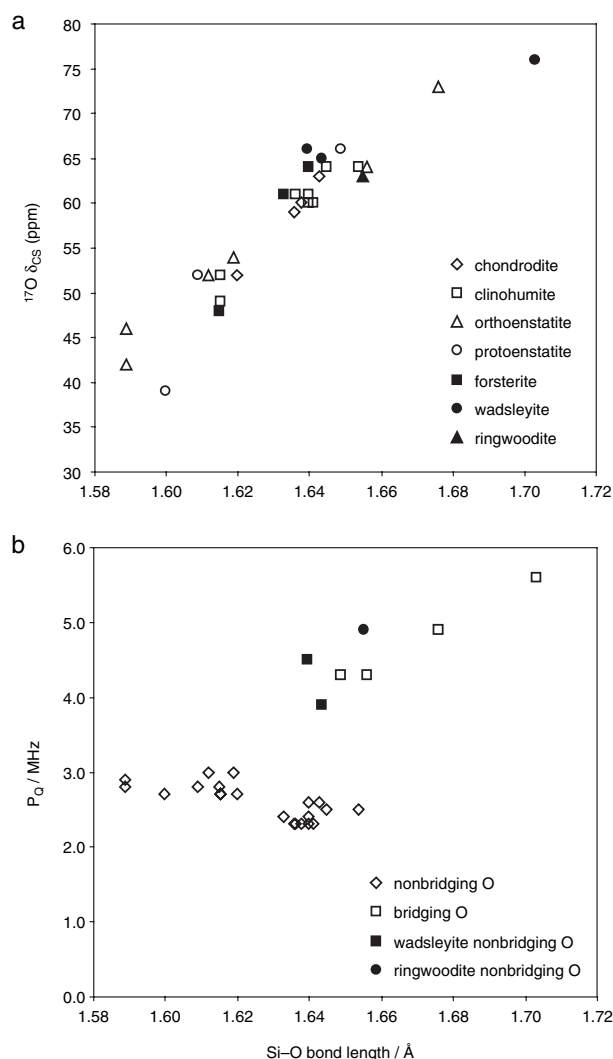 a
80
75
70
65
60
55
50
45
40
35
30
¹⁷O δCS (ppm)
chondrodite
clinohumite
orthoenstatite
protoenstatite
forsterite
wadsleyite
ringwoodite
1.58 1.60 1.62 1.64 1.66 1.68 1.70 1.72
b
6.0
5.0
4.0
3.0
2.0
1.0
0.0
PQ / MHz
nonbridging O
bridging O
wadsleyite nonbridging O
ringwoodite nonbridging O
1.58 1.60 1.62 1.64 1.66 1.68 1.70 1.72
Si–O bond length / Å